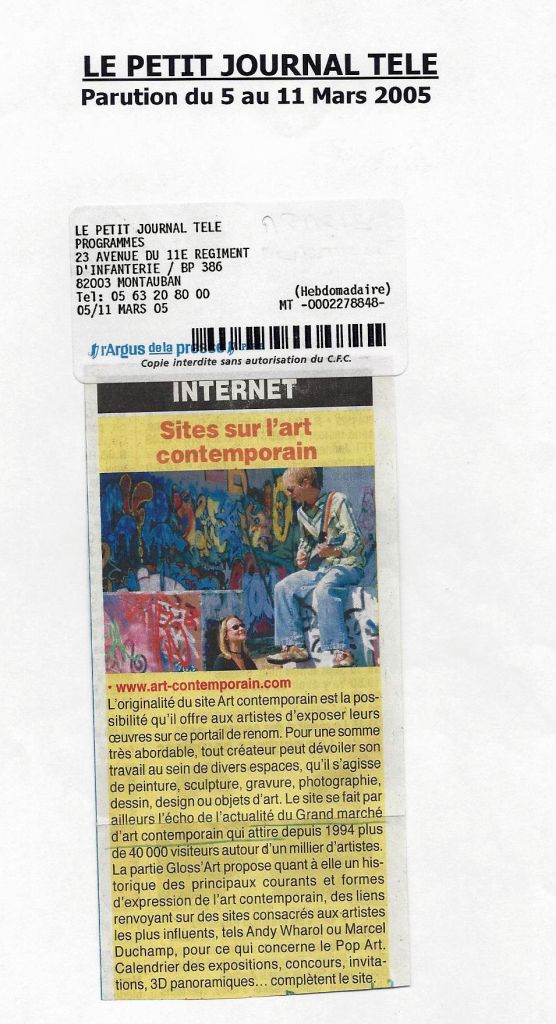 LE PETIT JOURNAL TELE
Parution du 5 au 11 Mars 2005
LE PETIT JOURNAL TELE
PROGRAMMES
23 AVENUE DU 11E REGIMENT
D'INFANTERIE / BP 386
82003 MONTAUBAN
Tel: 05 63 20 80 00
05/11 MARS 05
(Hebdomadaire)
MT -0002278848-
l'Argus de la presse
Copie interdite sans autorisation du C.F.C.
INTERNET
Sites sur l'art
contemporain
• www.art-contemporain.com
L'originalité du site Art contemporain est la pos-
sibilité qu'il offre aux artistes d'exposer leurs
œuvres sur ce portail de renom. Pour une somme
très abordable, tout créateur peut dévoiler son
travail au sein de divers espaces, qu'il s'agisse
de peinture, sculpture, gravure, photographie,
dessin, design ou objets d'art. Le site se fait par
ailleurs l'écho de l'actualité du Grand marché
d'art contemporain qui attire depuis 1994 plus
de 40 000 visiteurs autour d'un millier d'artistes.
La partie Gloss'Art propose quant à elle un his-
torique des principaux courants et formes
d'expression de l'art contemporain, des liens
renvoyant sur des sites consacrés aux artistes
les plus influents, tels Andy Wharol ou Marcel
Duchamp, pour ce qui concerne le Pop Art.
Calendrier des expositions, concours, invita-
tions, 3D panoramiques... complètent le site.